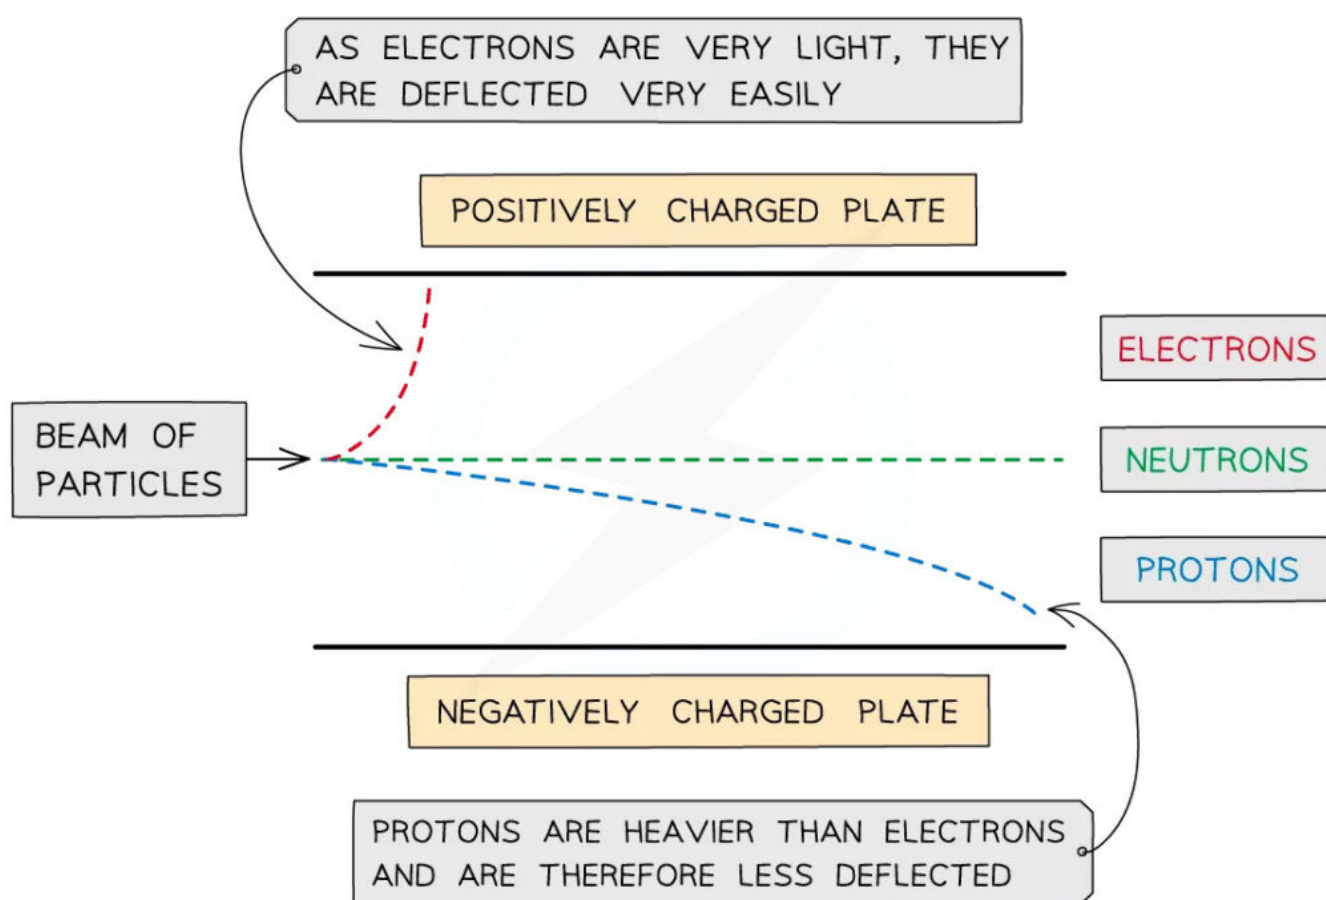 AS ELECTRONS ARE VERY LIGHT, THEY
ARE DEFLECTED VERY EASILY
POSITIVELY CHARGED PLATE
ELECTRONS
BEAM OF
PARTICLES
NEUTRONS
PROTONS
NEGATIVELY CHARGED PLATE
PROTONS ARE HEAVIER THAN ELECTRONS
AND ARE THEREFORE LESS DEFLECTED